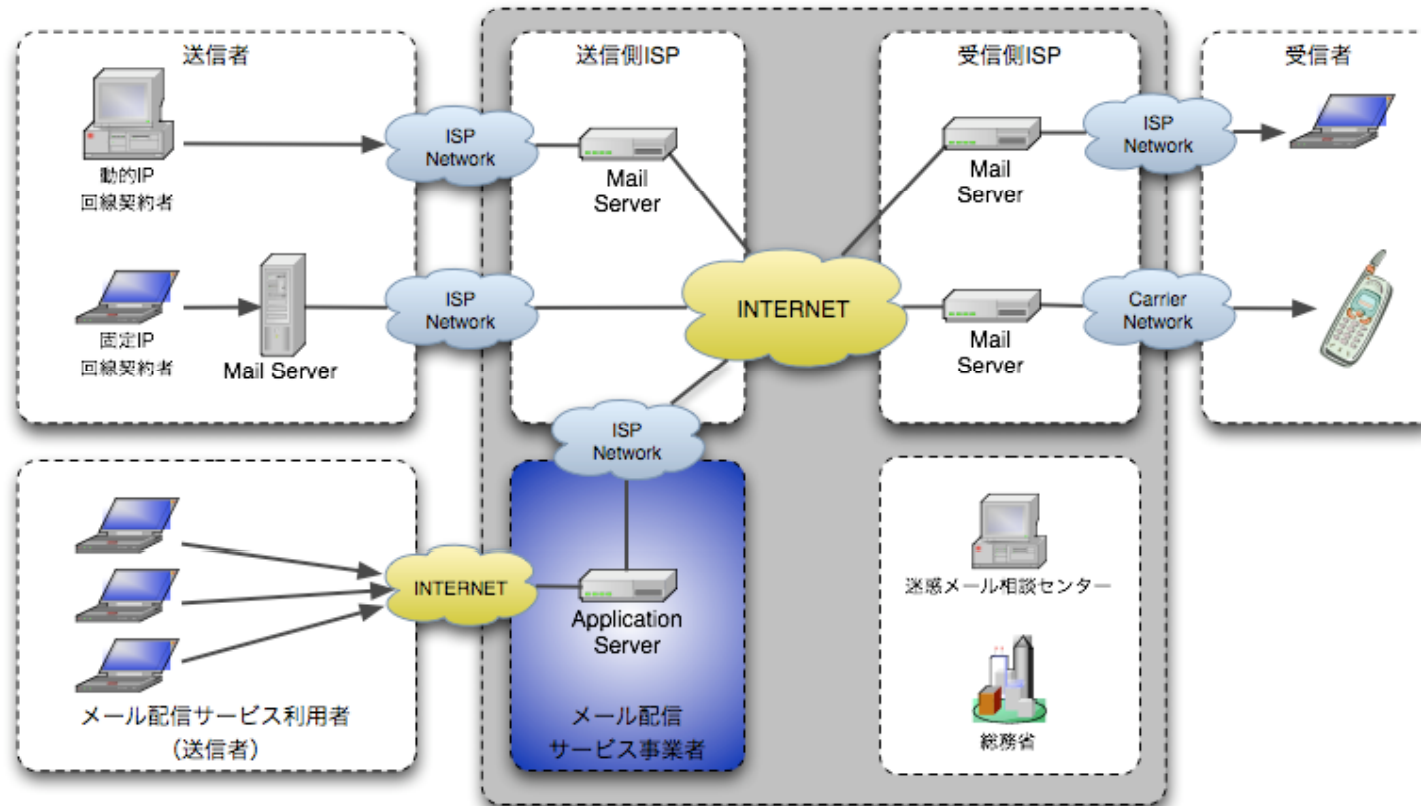 送信者
動的IP
回線契約者
固定IP
回線契約者
Mail Server
ISP
Network
ISP
Network
送信側ISP
Mail
Server
INTERNET
受信側ISP
Mail
Server
Mail
Server
ISP
Network
Carrier
Network
受信者
メール配信サービス利用者
(送信者)
INTERNET
ISP
Network
Application
Server
メール配信
サービス事業者
迷惑メール相談センター
総務省